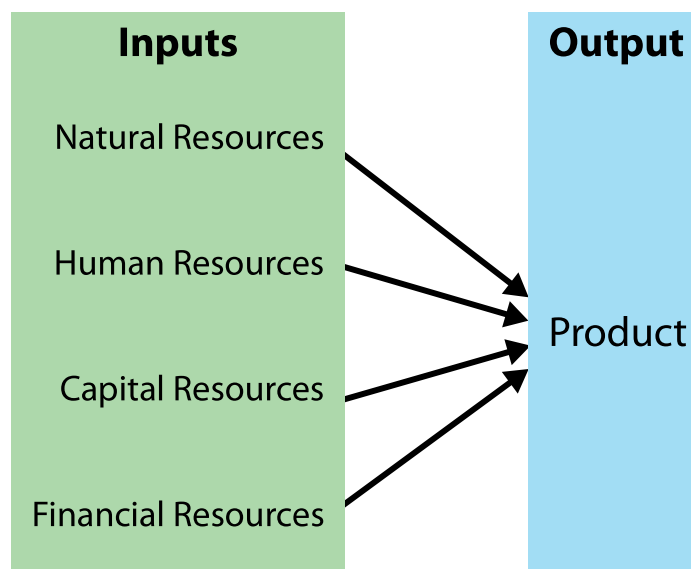 Inputs
Output
Natural Resources
Human Resources
Product
Capital Resources
Financial Resources